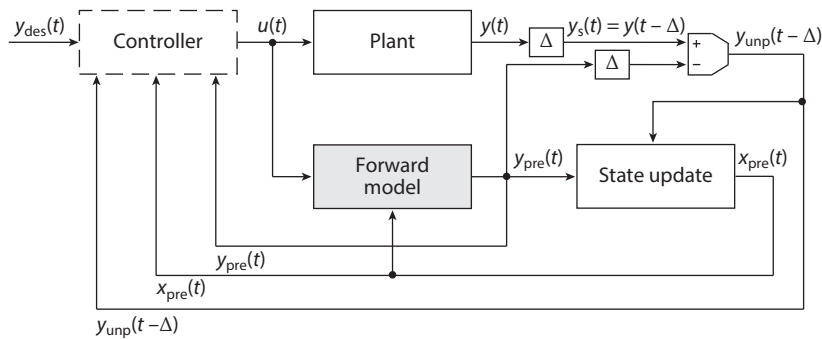 y_des(t)
Controller
u(t)
Plant
y(t)
Δ
y_s(t) = y(t – Δ)
+
–
y_unp(t – Δ)
Δ
Forward
model
y_pre(t)
State update
x_pre(t)
y_pre(t)
x_pre(t)
y_unp(t –Δ)